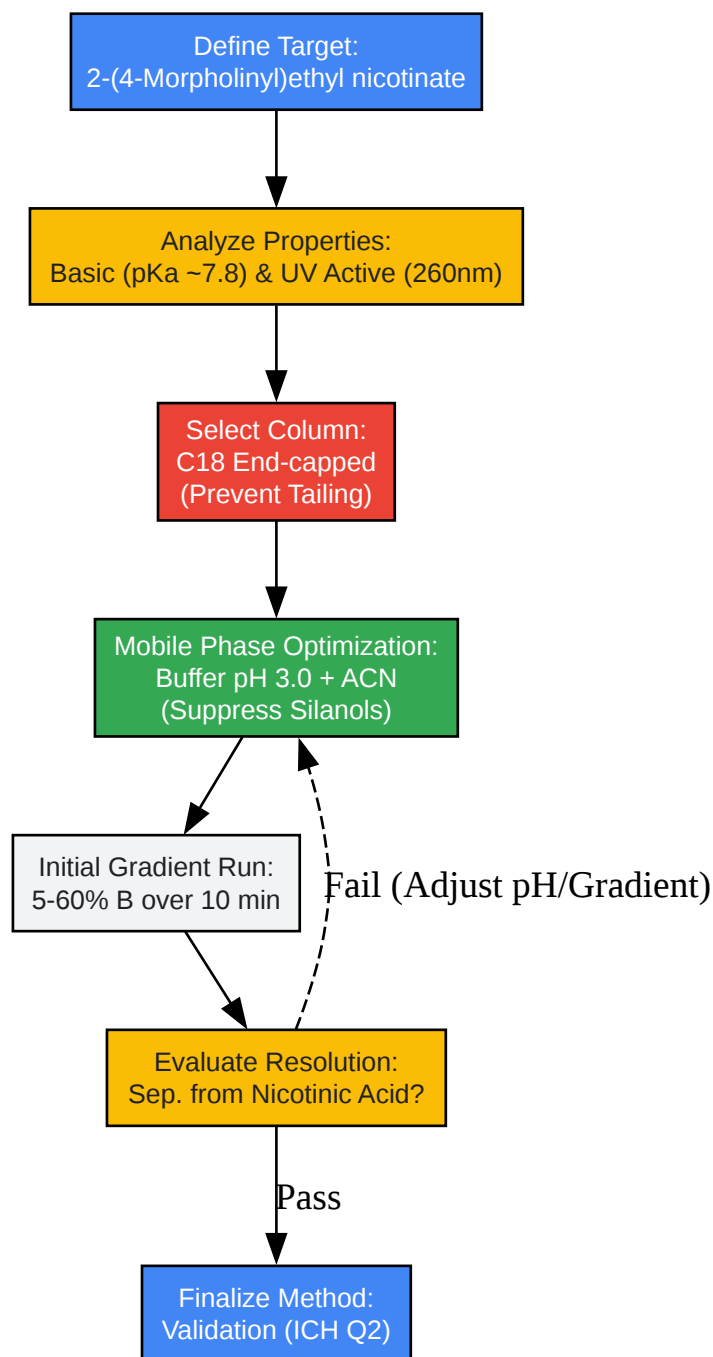 Define Target:
2-(4-Morpholinyl)ethyl nicotinate
Analyze Properties:
Basic (pKa ~7.8) & UV Active (260nm)
Select Column:
C18 End-capped
(Prevent Tailing)
Mobile Phase Optimization:
Buffer pH 3.0 + ACN
(Suppress Silanols)
Initial Gradient Run:
5-60% B over 10 min
Fail (Adjust pH/Gradient)
Evaluate Resolution:
Sep. from Nicotinic Acid?
Pass
Finalize Method:
Validation (ICH Q2)